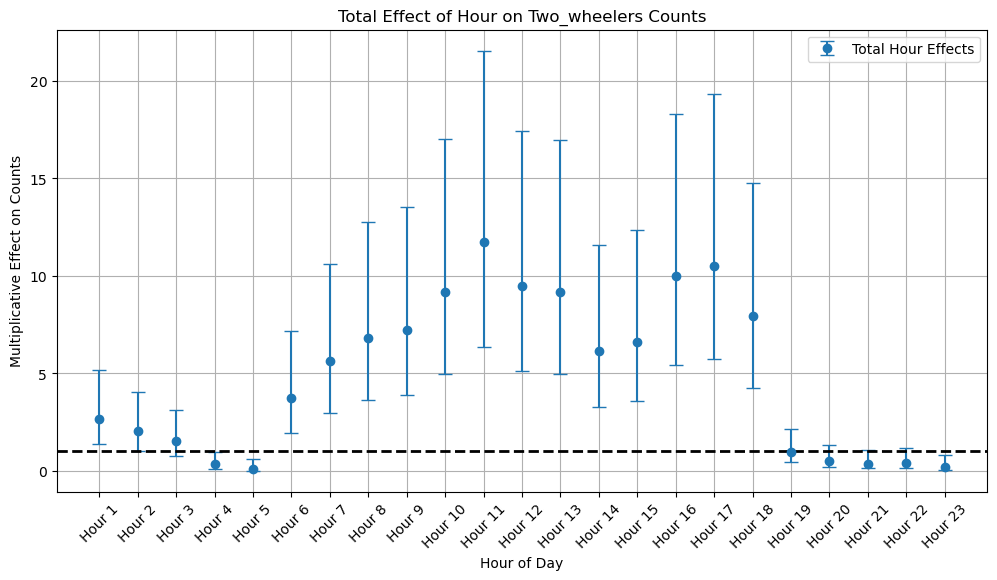 Total Effect of Hour on Two_wheelers Counts
Total Hour Effects
Multiplicative Effect on Counts
20
15
10
5
0
Hour 1
Hour 2
Hour 3
Hour 4
Hour 5
Hour 6
Hour 7
Hour 8
Hour 9
Hour 10
Hour 11
Hour 12
Hour 13
Hour 14
Hour 15
Hour 16
Hour 17
Hour 18
Hour 19
Hour 20
Hour 21
Hour 22
Hour 23
Hour of Day